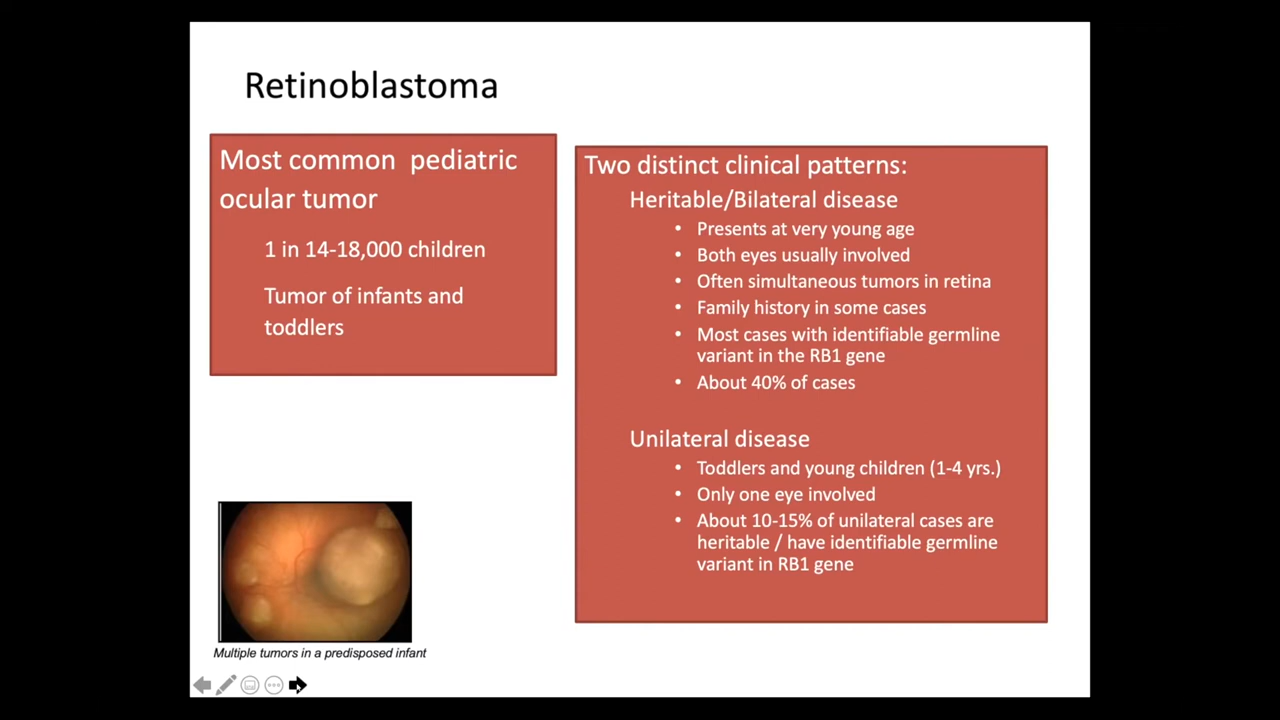 Retinoblastoma
Most common pediatric
ocular tumor
1 in 14-18,000 children
Tumor of infants and
toddlers
Two distinct clinical patterns:
Heritable/Bilateral disease
• Presents at very young age
• Both eyes usually involved
• Often simultaneous tumors in retina
• Family history in some cases
• Most cases with identifiable germline
variant in the RB1 gene
• About 40% of cases
Unilateral disease
• Toddlers and young children (1-4 yrs.)
• Only one eye involved
• About 10-15% of unilateral cases are
heritable / have identifiable germline
variant in RB1 gene
Multiple tumors in a predisposed infant